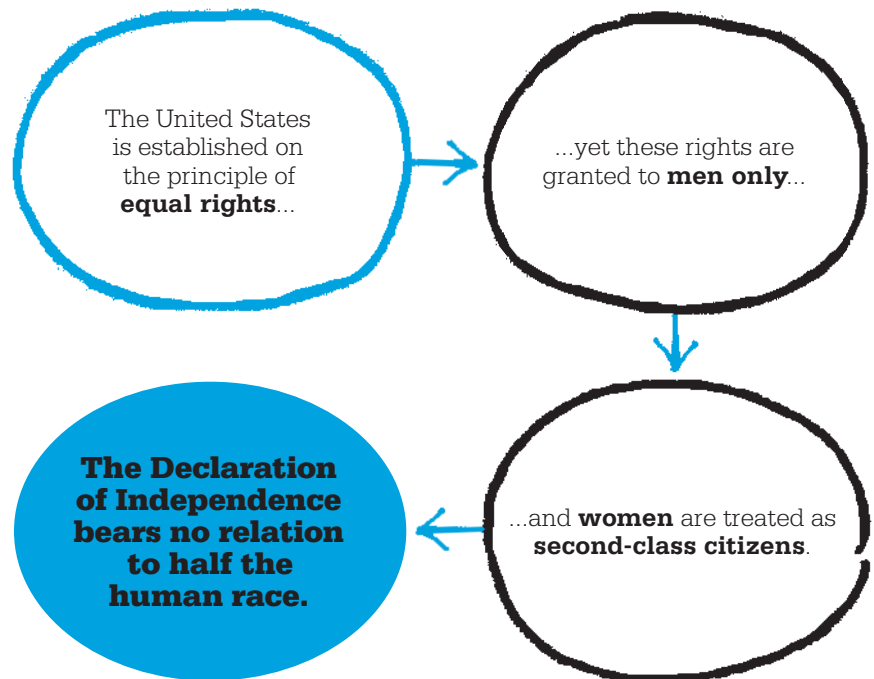 The United States
is established on
the principle of
equal rights...
...yet these rights are
granted to men only...
...and women are treated as
second-class citizens.
The Declaration
of Independence
bears no relation
to half the
human race.